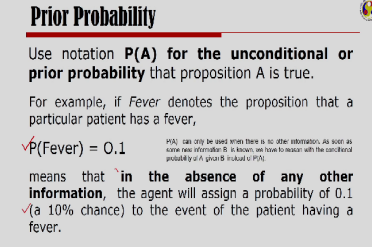 Prior Probability
Use notation P(A) for the unconditional or
prior probability that proposition A is true.
For example, if Fever denotes the proposition that a
particular patient has a fever,
P(Fever) = 0.1
P(A) can only be used when there is no other information. As soon as
some new information B is known, we have to reason with the conditional
probability of A given B instead of P(A).
means that in the absence of any other
information, the agent will assign a probability of 0.1
(a 10% chance) to the event of the patient having a
fever.